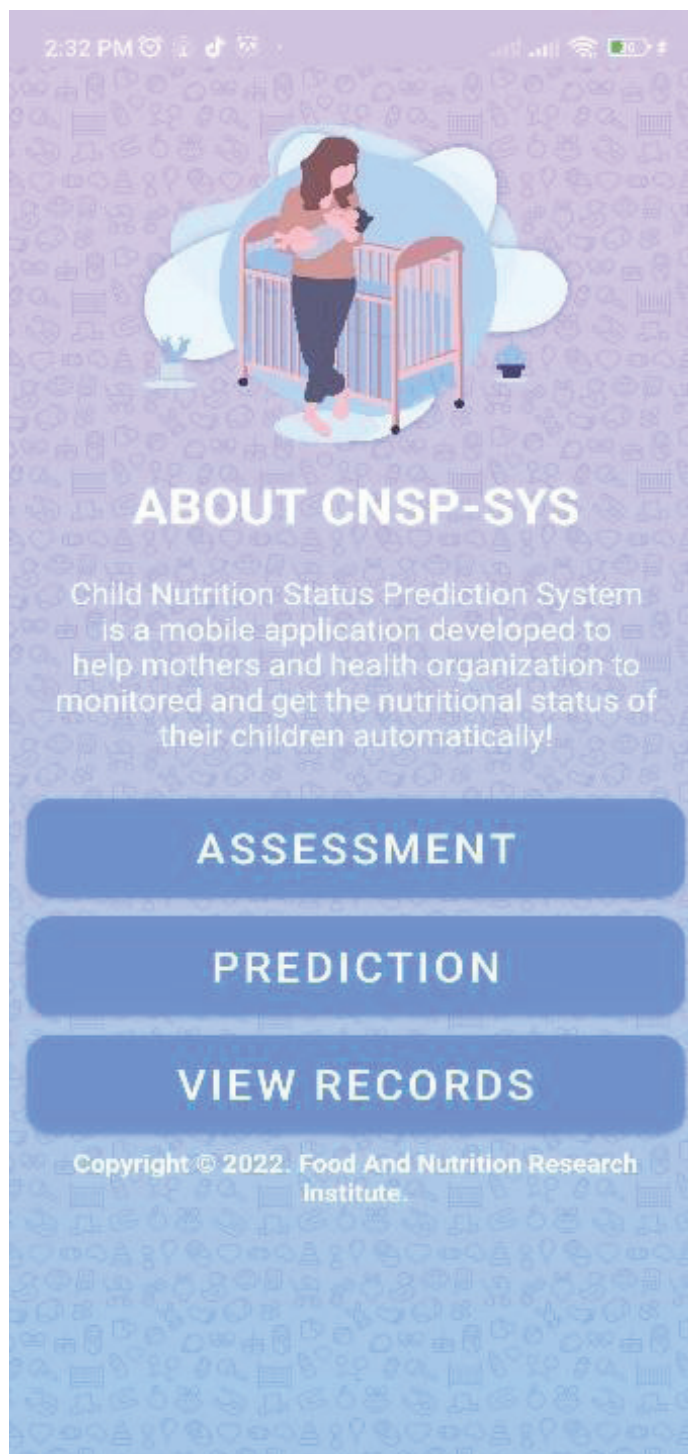 2:32 PM
ABOUT CNSP-SYS
Child Nutrition Status Prediction System
is a mobile application developed to
help mothers and health organization to
monitored and get the nutritional status of
their children automatically!
ASSESSMENT
PREDICTION
VIEW RECORDS
Copyright © 2022. Food And Nutrition Research
Institute.